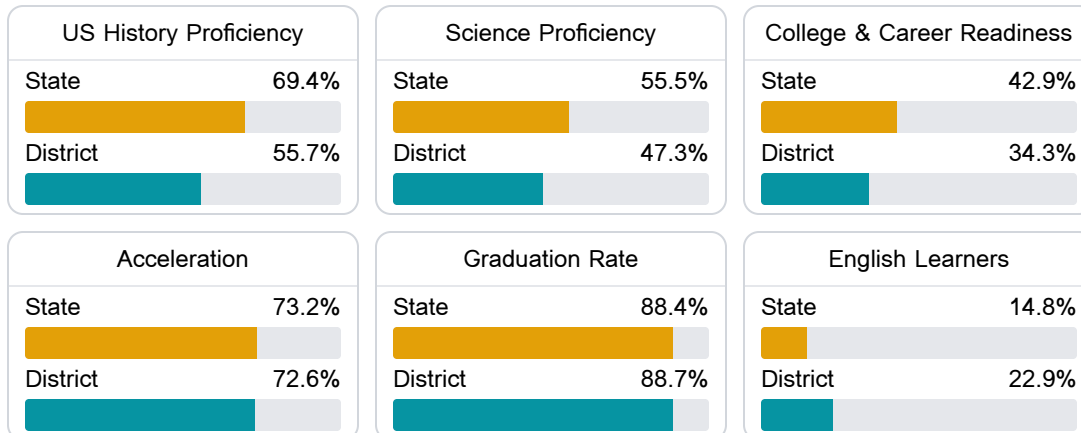 US History Proficiency
State 69.4%
District 55.7%
Science Proficiency
State 55.5%
District 47.3%
College & Career Readiness
State 42.9%
District 34.3%
Acceleration
State 73.2%
District 72.6%
Graduation Rate
State 88.4%
District 88.7%
English Learners
State 14.8%
District 22.9%